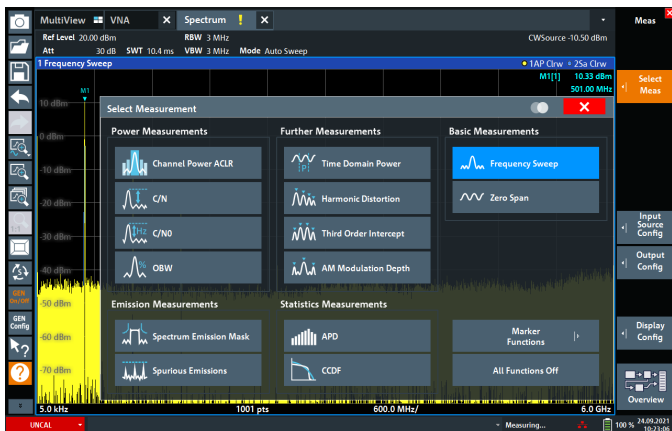 MultiView VNA X Spectrum ! X
Meas
Ref Level 20.00 dBm RBW 3 MHz CWSource -10.50 dBm
Att 30 dB SWT 10.4 ms VBW 3 MHz Mode Auto Sweep
1 Frequency Sweep 1AP Clrw 2Sa Clrw
M1[1] 10.33 dBm
501.00 MHz
M1
Select
Meas
10 dBm
Select Measurement
Power Measurements Further Measurements Basic Measurements
0 dBm
Channel Power ACLR Time Domain Power Frequency Sweep
-10 dBm
C/N Harmonic Distortion Zero Span
-20 dBm
C/N0 Third Order Intercept
-30 dBm
Input
Source
Config
OBW AM Modulation Depth
-40 dBm
Output
Config
GEN
On/Off
-50 dBm
Emission Measurements Statistics Measurements
GEN
Config
Spectrum Emission Mask APD Marker
Functions
-60 dBm
Display
Config
Spurious Emissions CCDF All Functions Off
-70 dBm
Overview
5.0 kHz 1001 pts 600.0 MHz/ 6.0 GHz
UNCAL Measuring... 100 % 24.09.2021
10:23:06